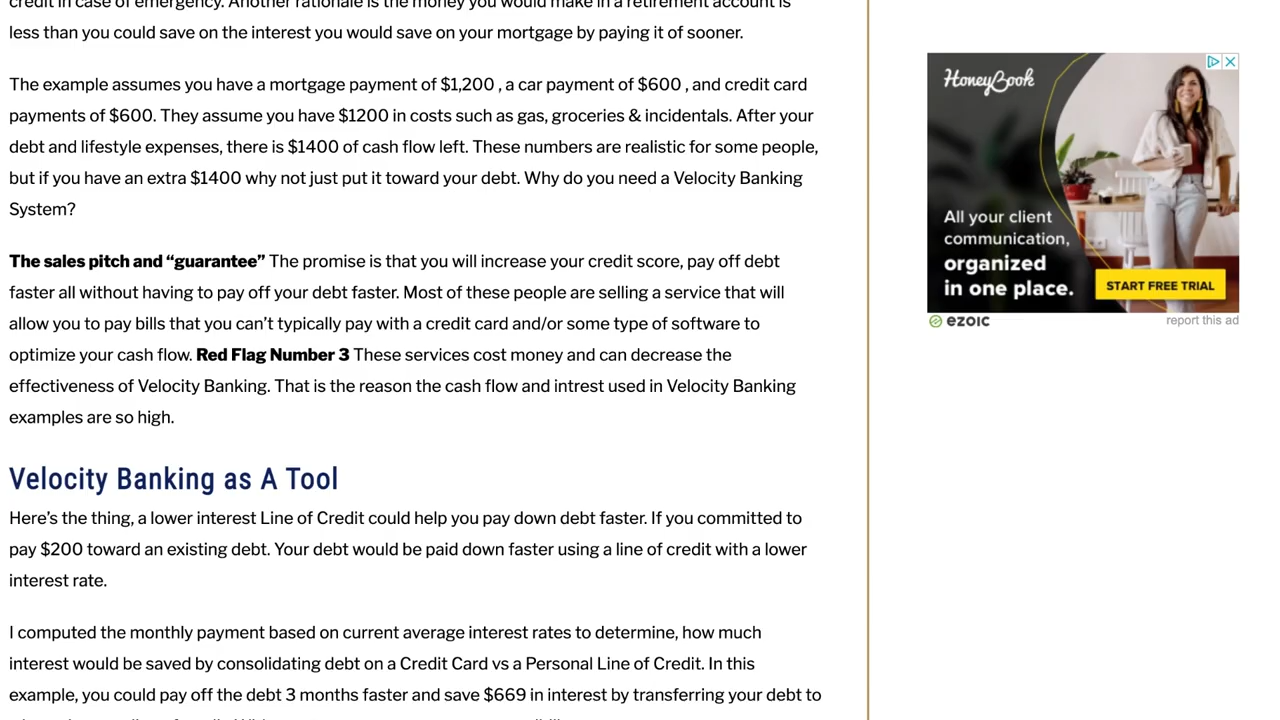 credit in case of emergency. Another rationale is the money you would make in a retirement account is
less than you could save on the interest you would save on your mortgage by paying it of sooner.
The example assumes you have a mortgage payment of $1,200 , a car payment of $600 , and credit card
payments of $600. They assume you have $1200 in costs such as gas, groceries & incidentals. After your
debt and lifestyle expenses, there is $1400 of cash flow left. These numbers are realistic for some people,
but if you have an extra $1400 why not just put it toward your debt. Why do you need a Velocity Banking
System?
The sales pitch and “guarantee” The promise is that you will increase your credit score, pay off debt
faster all without having to pay off your debt faster. Most of these people are selling a service that will
allow you to pay bills that you can’t typically pay with a credit card and/or some type of software to
optimize your cash flow. Red Flag Number 3 These services cost money and can decrease the
effectiveness of Velocity Banking. That is the reason the cash flow and intrest used in Velocity Banking
examples are so high.
Velocity Banking as A Tool
Here’s the thing, a lower interest Line of Credit could help you pay down debt faster. If you committed to
pay $200 toward an existing debt. Your debt would be paid down faster using a line of credit with a lower
interest rate.
I computed the monthly payment based on current average interest rates to determine, how much
interest would be saved by consolidating debt on a Credit Card vs a Personal Line of Credit. In this
example, you could pay off the debt 3 months faster and save $669 in interest by transferring your debt to
HoneyBook
All your client
communication,
organized
in one place.
START FREE TRIAL
ezoic
report this ad